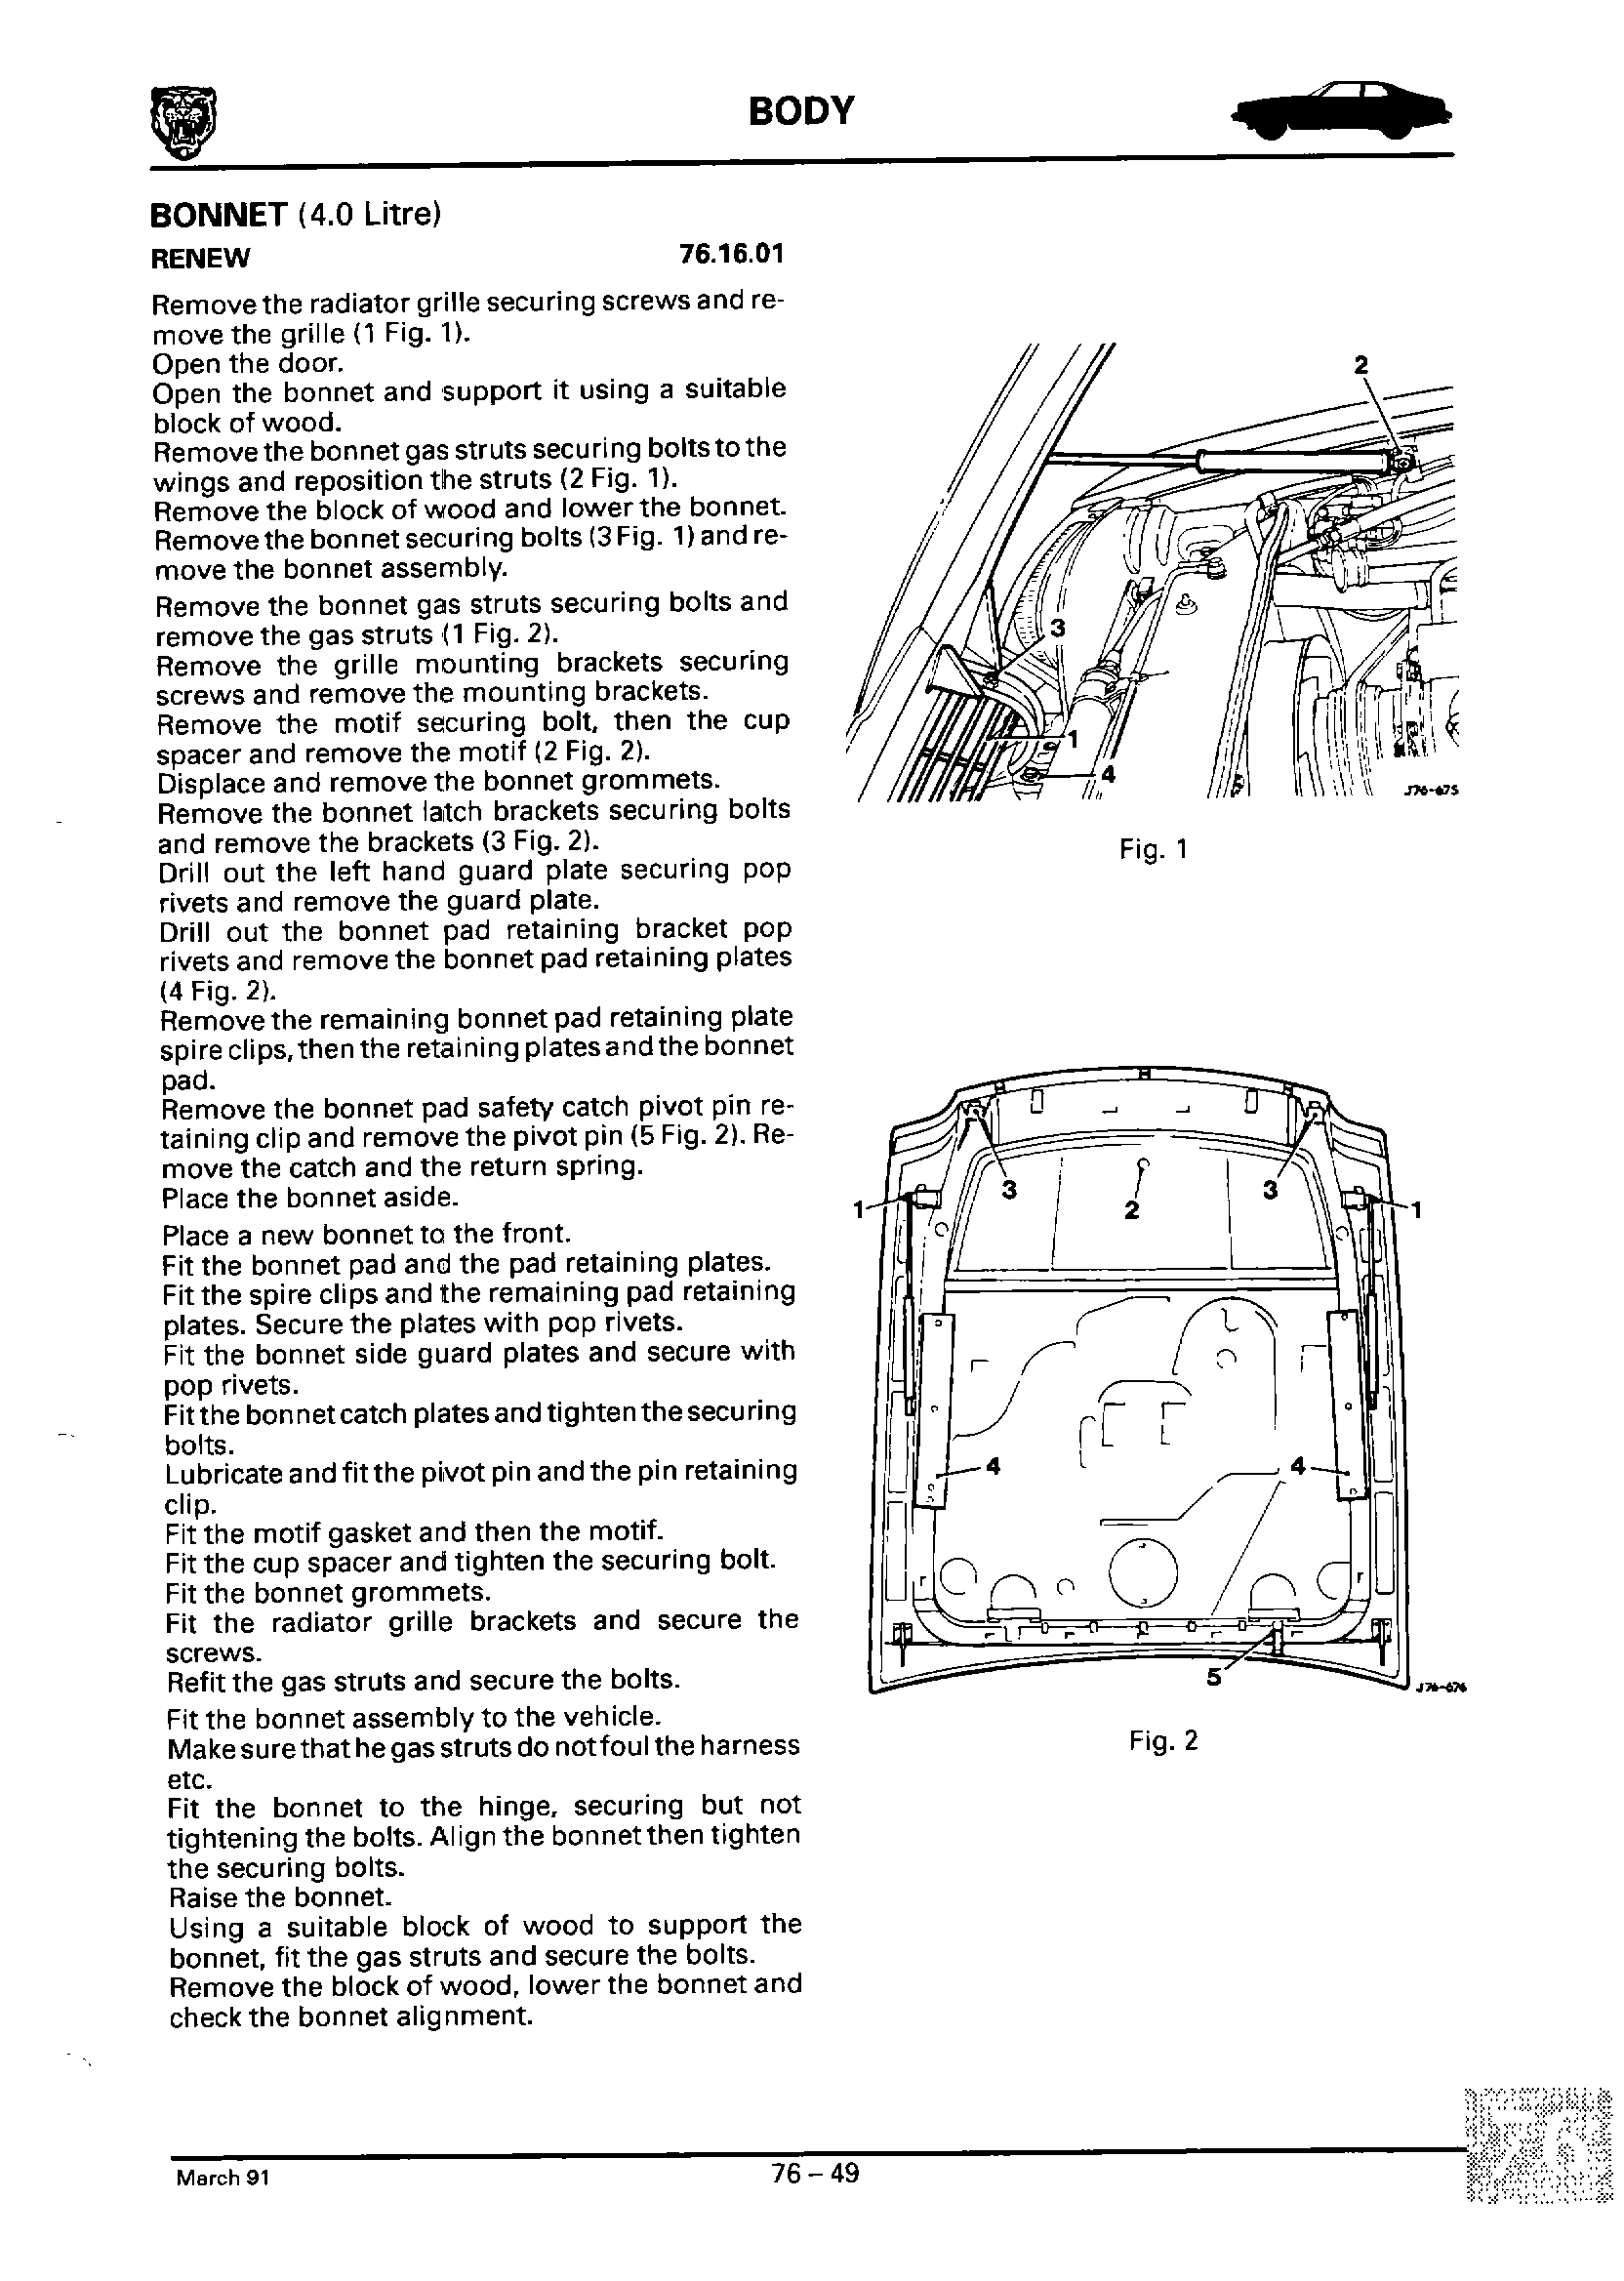 BODY
BONNET (4.0 Litre)
RENEW 76.16.01
Remove the radiator grille securing screws and re-
move the grille (1 Fig. 1).
Open the door.
Open the bonnet and support it using a suitable
block of wood.
Remove the bonnet gas struts securing bolts to the
wings and reposition the struts (2 Fig. 1).
Remove the block of wood and lower the bonnet.
Remove the bonnet securing bolts (3 Fig. 1) and re-
move the bonnet assembly.
Remove the bonnet gas struts securing bolts and
remove the gas struts (1 Fig. 2).
Remove the grille mounting brackets securing
screws and remove the mounting brackets.
Remove the motif securing bolt, then the cup
spacer and remove the motif (2 Fig. 2).
Displace and remove the bonnet grommets.
Remove the bonnet latch brackets securing bolts
and remove the brackets (3 Fig. 2).
Drill out the left hand guard plate securing pop
rivets and remove the guard plate.
Drill out the bonnet pad retaining bracket pop
rivets and remove the bonnet pad retaining plates
(4 Fig. 2).
Remove the remaining bonnet pad retaining plate
spire clips, then the retaining plates and the bonnet
pad.
Remove the bonnet pad safety catch pivot pin re-
taining clip and remove the pivot pin (5 Fig. 2). Re-
move the catch and the return spring.
Place the bonnet aside.
Place a new bonnet to the front.
Fit the bonnet pad and the pad retaining plates.
Fit the spire clips and the remaining pad retaining
plates. Secure the plates with pop rivets.
Fit the bonnet side guard plates and secure with
pop rivets.
Fit the bonnet catch plates and tighten the securing
bolts.
Lubricate and fit the pivot pin and the pin retaining
clip.
Fit the motif gasket and then the motif.
Fit the cup spacer and tighten the securing bolt.
Fit the bonnet grommets.
Fit the radiator grille brackets and secure the
screws.
Refit the gas struts and secure the bolts.
Fit the bonnet assembly to the vehicle.
Make sure that he gas struts do not foul the harness
etc.
Fit the bonnet to the hinge, securing but not
tightening the bolts. Align the bonnet then tighten
the securing bolts.
Raise the bonnet.
Using a suitable block of wood to support the
bonnet, fit the gas struts and secure the bolts.
Remove the block of wood, lower the bonnet and
check the bonnet alignment.
2
3
1
4
J76-675
Fig. 1
3
3
1
2
1
4
4
5
J76-676
Fig. 2
March 91
76 – 49